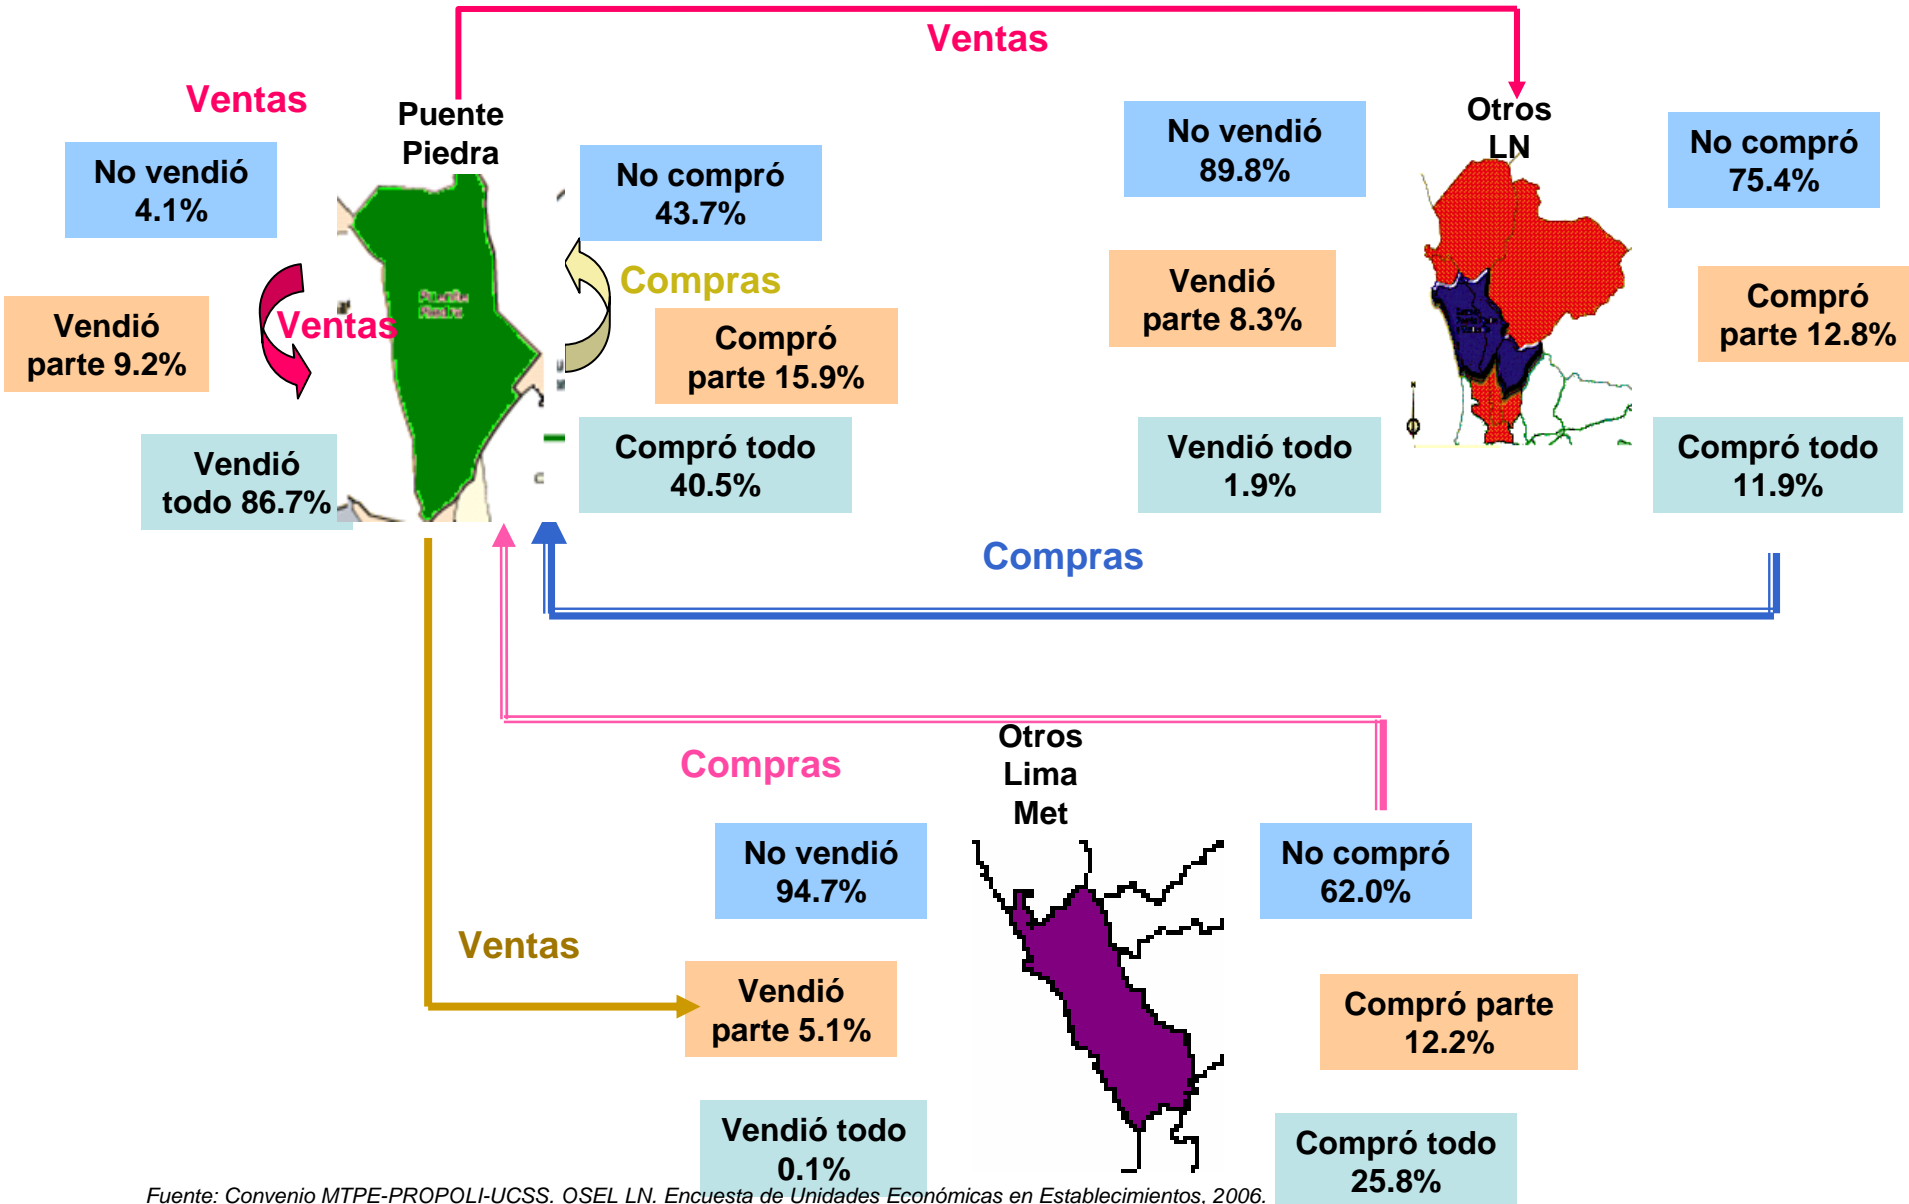 Ventas
Ventas
Puente
Piedra
No vendió
4.1%
No compró
43.7%
Compras
Ventas
Vendió
parte 9.2%
Compró
parte 15.9%
Vendió
todo 86.7%
Compró todo
40.5%
Otros
LN
No vendió
89.8%
No compró
75.4%
Vendió
parte 8.3%
Compró
parte 12.8%
Vendió todo
1.9%
Compró todo
11.9%
Compras
Compras
Otros
Lima
Met
No vendió
94.7%
No compró
62.0%
Ventas
Vendió
parte 5.1%
Compró parte
12.2%
Vendió todo
0.1%
Compró todo
25.8%
Fuente: Convenio MTPE-PROPOLI-UCSS. OSEL LN. Encuesta de Unidades Económicas en Establecimientos, 2006.